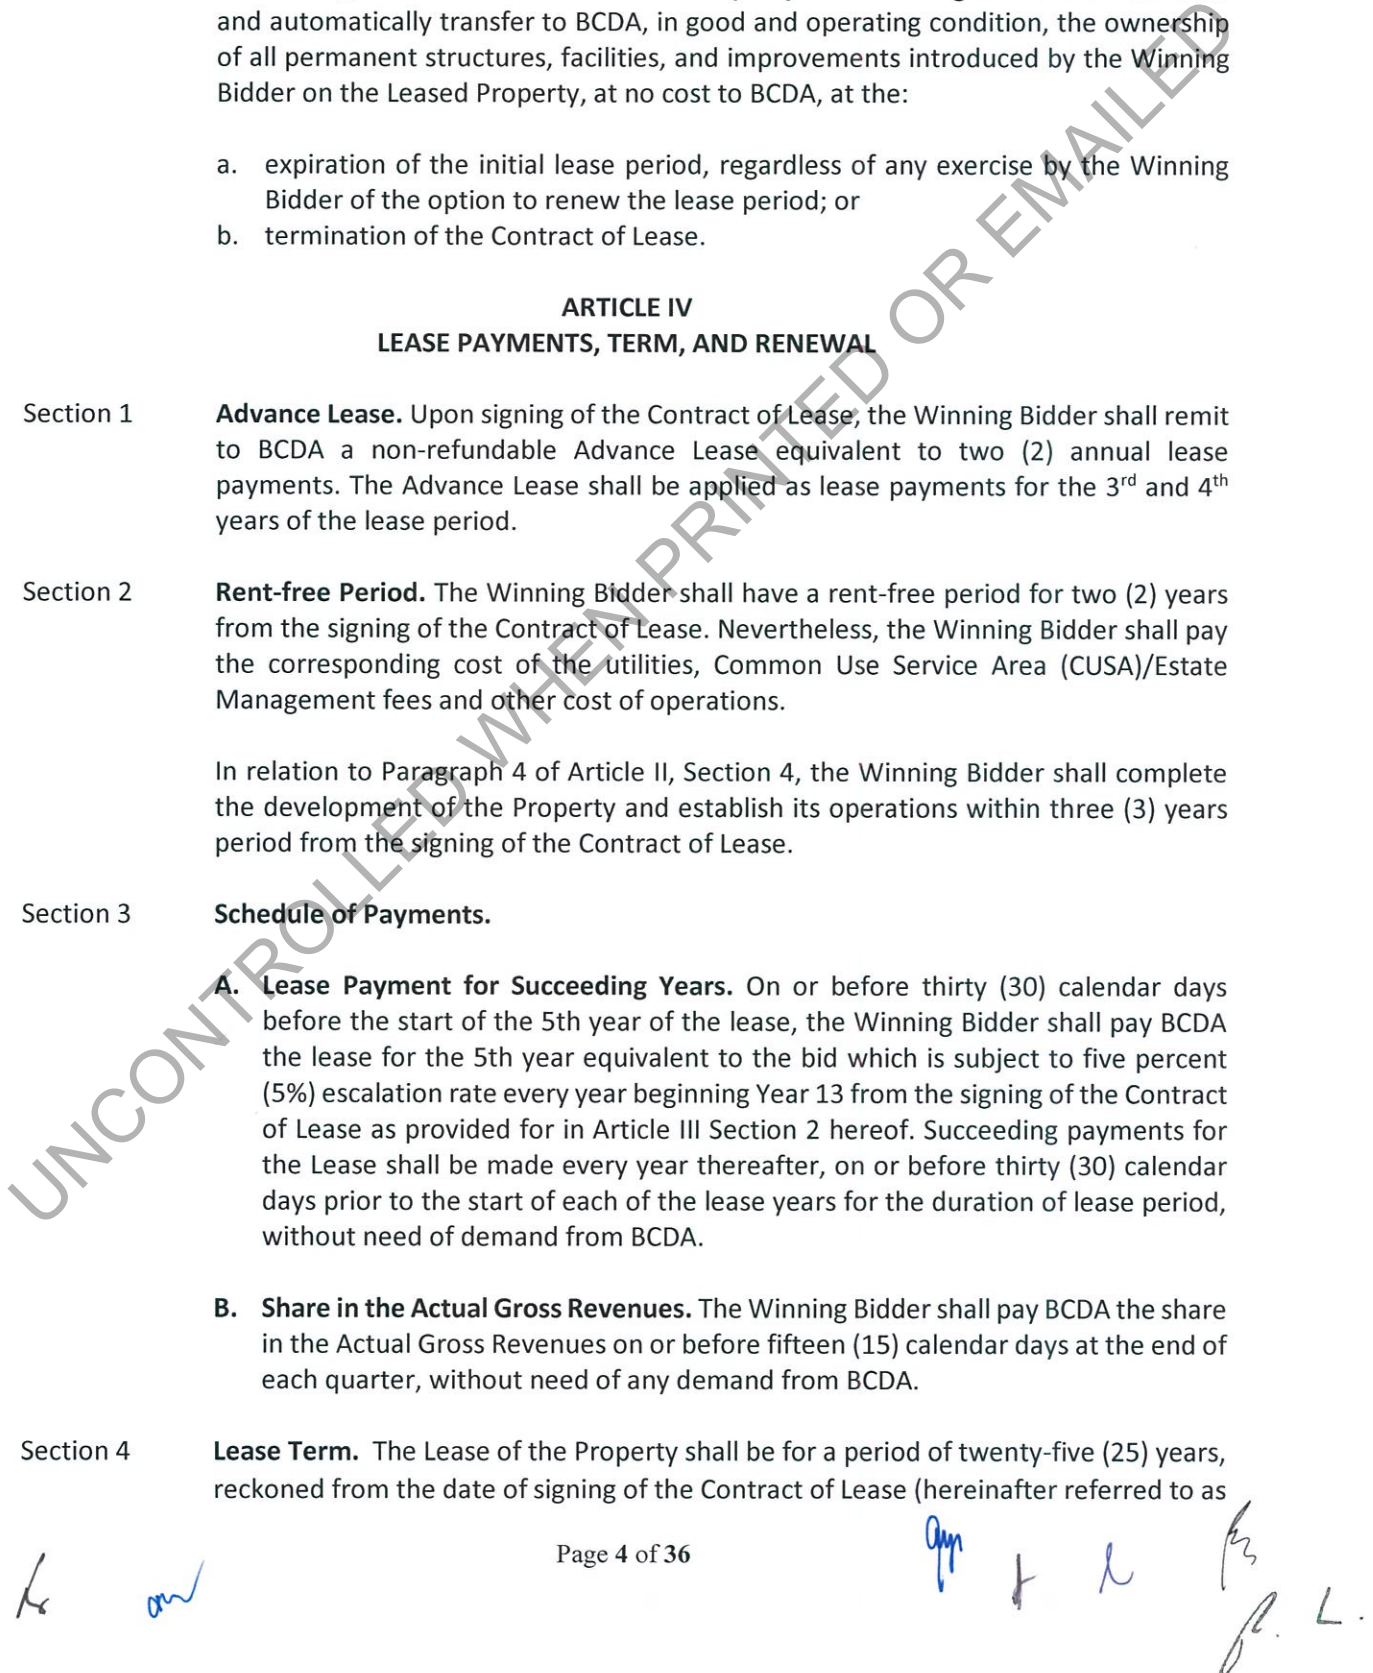 and automatically transfer to BCDA, in good and operating condition, the ownership
of all permanent structures, facilities, and improvements introduced by the Winning
Bidder on the Leased Property, at no cost to BCDA, at the:
a. expiration of the initial lease period, regardless of any exercise by the Winning
Bidder of the option to renew the lease period; or
b. termination of the Contract of Lease.
ARTICLE IV
LEASE PAYMENTS, TERM, AND RENEWAL
Section 1 Advance Lease. Upon signing of the Contract of Lease, the Winning Bidder shall remit
to BCDA a non-refundable Advance Lease equivalent to two (2) annual lease
payments. The Advance Lease shall be applied as lease payments for the 3rd and 4th
years of the lease period.
Section 2 Rent-free Period. The Winning Bidder shall have a rent-free period for two (2) years
from the signing of the Contract of Lease. Nevertheless, the Winning Bidder shall pay
the corresponding cost of the utilities, Common Use Service Area (CUSA)/Estate
Management fees and other cost of operations.
In relation to Paragraph 4 of Article II, Section 4, the Winning Bidder shall complete
the development of the Property and establish its operations within three (3) years
period from the signing of the Contract of Lease.
Section 3 Schedule of Payments.
A. Lease Payment for Succeeding Years. On or before thirty (30) calendar days
before the start of the 5th year of the lease, the Winning Bidder shall pay BCDA
the lease for the 5th year equivalent to the bid which is subject to five percent
(5%) escalation rate every year beginning Year 13 from the signing of the Contract
of Lease as provided for in Article III Section 2 hereof. Succeeding payments for
the Lease shall be made every year thereafter, on or before thirty (30) calendar
days prior to the start of each of the lease years for the duration of lease period,
without need of demand from BCDA.
B. Share in the Actual Gross Revenues. The Winning Bidder shall pay BCDA the share
in the Actual Gross Revenues on or before fifteen (15) calendar days at the end of
each quarter, without need of any demand from BCDA.
Section 4 Lease Term. The Lease of the Property shall be for a period of twenty-five (25) years,
reckoned from the date of signing of the Contract of Lease (hereinafter referred to as
Page 4 of 36
UNCONTROLLED WHEN PRINTED OR EMAILED